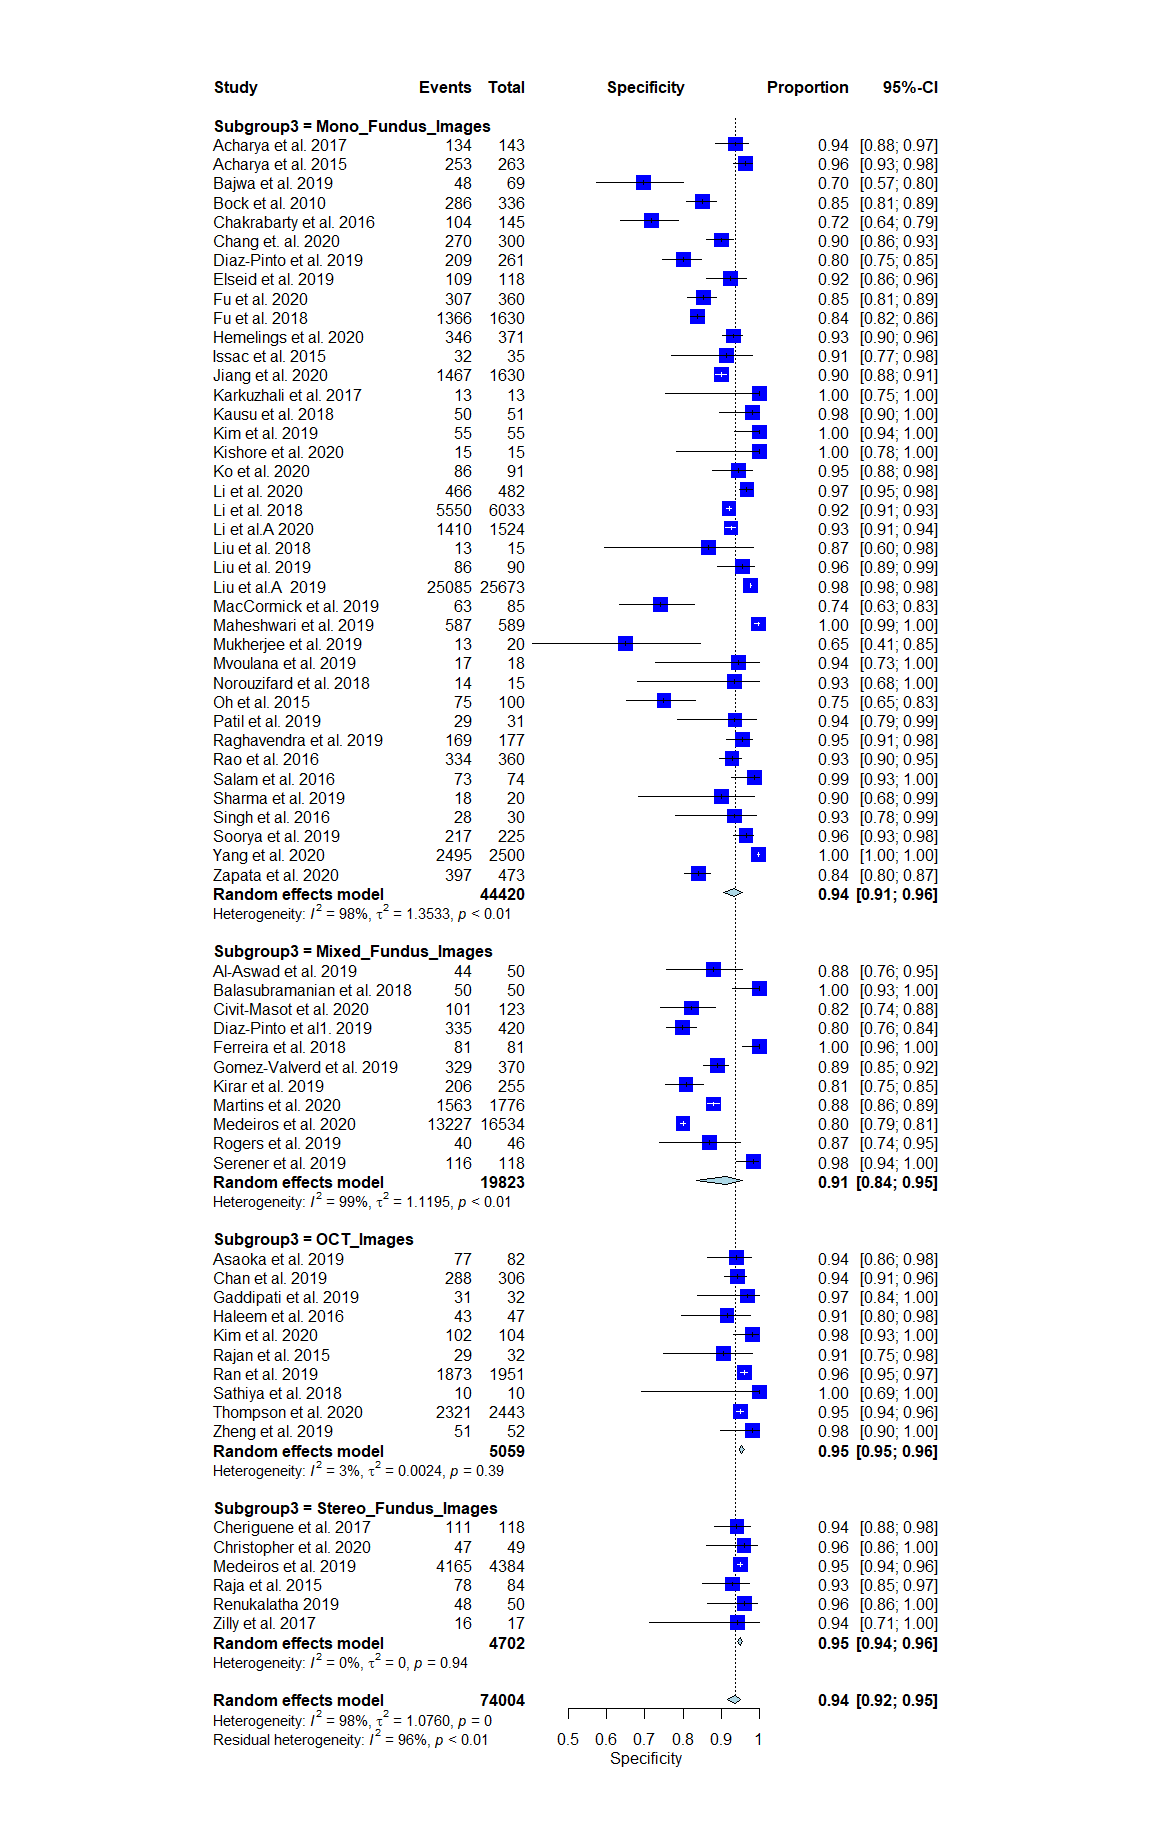 Study Events Total Specificity Proportion 95%-CI
Subgroup3 = Mono_Fundus_Images
Acharya et al. 2017 134 143 0.94 [0.88; 0.97]
Acharya et al. 2015 253 263 0.96 [0.93; 0.98]
Bajwa et al. 2019 48 69 0.70 [0.57; 0.80]
Bock et al. 2010 286 336 0.85 [0.81; 0.89]
Chakrabarty et al. 2016 104 145 0.72 [0.64; 0.79]
Chang et. al. 2020 270 300 0.90 [0.86; 0.93]
Diaz-Pinto et al. 2019 209 261 0.80 [0.75; 0.85]
Elseid et al. 2019 109 118 0.92 [0.86; 0.96]
Fu et al. 2020 307 360 0.85 [0.81; 0.89]
Fu et al. 2018 1366 1630 0.84 [0.82; 0.86]
Hemelings et al. 2020 346 371 0.93 [0.90; 0.96]
Issac et al. 2015 32 35 0.91 [0.77; 0.98]
Jiang et al. 2020 1467 1630 0.90 [0.88; 0.91]
Karkuzhali et al. 2017 13 13 1.00 [0.75; 1.00]
Kausu et al. 2018 50 51 0.98 [0.90; 1.00]
Kim et al. 2019 55 55 1.00 [0.94; 1.00]
Kishore et al. 2020 15 15 1.00 [0.78; 1.00]
Ko et al. 2020 86 91 0.95 [0.88; 0.98]
Li et al. 2020 466 482 0.97 [0.95; 0.98]
Li et al. 2018 5550 6033 0.92 [0.91; 0.93]
Li et al.A 2020 1410 1524 0.93 [0.91; 0.94]
Liu et al. 2018 13 15 0.87 [0.60; 0.98]
Liu et al. 2019 86 90 0.96 [0.89; 0.99]
Liu et al.A 2019 25085 25673 0.98 [0.98; 0.98]
MacCormick et al. 2019 63 85 0.74 [0.63; 0.83]
Maheshwari et al. 2019 587 589 1.00 [0.99; 1.00]
Mukherjee et al. 2019 13 20 0.65 [0.41; 0.85]
Mvoulana et al. 2019 17 18 0.94 [0.73; 1.00]
Norouzifard et al. 2018 14 15 0.93 [0.68; 1.00]
Oh et al. 2015 75 100 0.75 [0.65; 0.83]
Patil et al. 2019 29 31 0.94 [0.79; 0.99]
Raghavendra et al. 2019 169 177 0.95 [0.91; 0.98]
Rao et al. 2016 334 360 0.93 [0.90; 0.95]
Salam et al. 2016 73 74 0.99 [0.93; 1.00]
Sharma et al. 2019 18 20 0.90 [0.68; 0.99]
Singh et al. 2016 28 30 0.93 [0.78; 0.99]
Soorya et al. 2019 217 225 0.96 [0.93; 0.98]
Yang et al. 2020 2495 2500 1.00 [1.00; 1.00]
Zapata et al. 2020 397 473 0.84 [0.80; 0.87]
Random effects model 44420 0.94 [0.91; 0.96]
Heterogeneity: I² = 98%, τ² = 1.3533, p < 0.01
Subgroup3 = Mixed_Fundus_Images
Al-Aswad et al. 2019 44 50 0.88 [0.76; 0.95]
Balasubramanian et al. 2018 50 50 1.00 [0.93; 1.00]
Civit-Masot et al. 2020 101 123 0.82 [0.74; 0.88]
Diaz-Pinto et al1. 2019 335 420 0.80 [0.76; 0.84]
Ferreira et al. 2018 81 81 1.00 [0.96; 1.00]
Gomez-Valverd et al. 2019 329 370 0.89 [0.85; 0.92]
Kirar et al. 2019 206 255 0.81 [0.75; 0.85]
Martins et al. 2020 1563 1776 0.88 [0.86; 0.89]
Medeiros et al. 2020 13227 16534 0.80 [0.79; 0.81]
Rogers et al. 2019 40 46 0.87 [0.74; 0.95]
Serener et al. 2019 116 118 0.98 [0.94; 1.00]
Random effects model 19823 0.91 [0.84; 0.95]
Heterogeneity: I² = 99%, τ² = 1.1195, p < 0.01
Subgroup3 = OCT_Images
Asaoka et al. 2019 77 82 0.94 [0.86; 0.98]
Chan et al. 2019 288 306 0.94 [0.91; 0.96]
Gaddipati et al. 2019 31 32 0.97 [0.84; 1.00]
Haleem et al. 2016 43 47 0.91 [0.80; 0.98]
Kim et al. 2020 102 104 0.98 [0.93; 1.00]
Rajan et al. 2015 29 32 0.91 [0.75; 0.98]
Ran et al. 2019 1873 1951 0.96 [0.95; 0.97]
Sathiya et al. 2018 10 10 1.00 [0.69; 1.00]
Thompson et al. 2020 2321 2443 0.95 [0.94; 0.96]
Zheng et al. 2019 51 52 0.98 [0.90; 1.00]
Random effects model 5059 0.95 [0.95; 0.96]
Heterogeneity: I² = 3%, τ² = 0.0024, p = 0.39
Subgroup3 = Stereo_Fundus_Images
Cheriguene et al. 2017 111 118 0.94 [0.88; 0.98]
Christopher et al. 2020 47 49 0.96 [0.86; 1.00]
Medeiros et al. 2019 4165 4384 0.95 [0.94; 0.96]
Raja et al. 2015 78 84 0.93 [0.85; 0.97]
Renukalatha 2019 48 50 0.96 [0.86; 1.00]
Zilly et al. 2017 16 17 0.94 [0.71; 1.00]
Random effects model 4702 0.95 [0.94; 0.96]
Heterogeneity: I² = 0%, τ² = 0, p = 0.94
Random effects model 74004 0.94 [0.92; 0.95]
Heterogeneity: I² = 98%, τ² = 1.0760, p = 0
Residual heterogeneity: I² = 96%, p < 0.01
0.5 0.6 0.7 0.8 0.9 1
Specificity